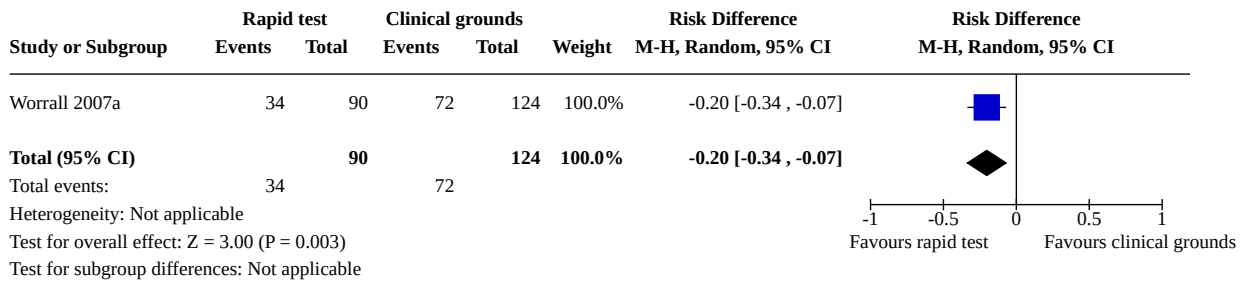 Rapid test Clinical grounds Risk Difference Risk Difference
Study or Subgroup Events Total Events Total Weight M-H, Random, 95% CI M-H, Random, 95% CI
Worrall 2007a 34 90 72 124 100.0% -0.20 [-0.34 , -0.07]
Total (95% CI) 90 124 100.0% -0.20 [-0.34 , -0.07]
Total events: 34 72
Heterogeneity: Not applicable
-1 -0.5 0 0.5 1
Test for overall effect: Z = 3.00 (P = 0.003) Favours rapid test Favours clinical grounds
Test for subgroup differences: Not applicable